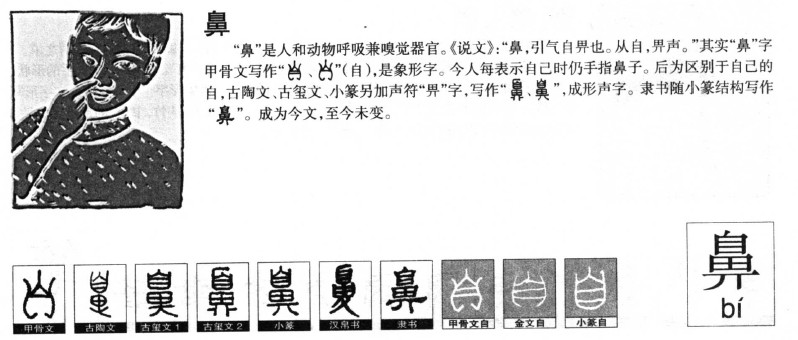 鼻
“鼻”是人和动物呼吸兼嗅觉器官。《说文》：“鼻，引气自畀也。从自，畀声。”其实“鼻”字
甲骨文写作“、”（自），是象形字。今人每表示自己时仍手指鼻子。后为区别于自己的
自，古陶文、古玺文、小篆另加声符“畀”字，写作“、”，成形声字。隶书随小篆结构写作
“鼻”。成为今文，至今未变。
鼻
bí
甲骨文 古陶文 古玺文1 古玺文2 小篆 汉帛书 隶书 甲骨文自 金文自 小篆自